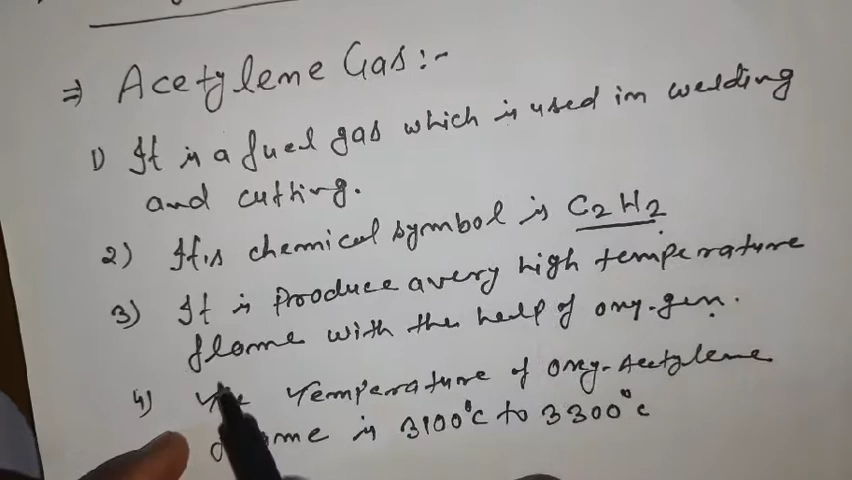 ⇒ Acetylene Gas:-
1) It is a fuel gas which is used in welding
and cutting.
2) It's chemical symbol is C2H2
3) It is Produce a very high temperature
flame with the help of oxy-gen.
4) The Temperature of oxy-Acetylene
flame is 3100°C to 3300°C